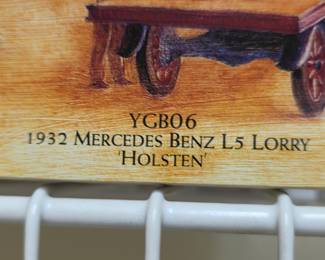 YGB06
1932 MERCEDES BENZ L5 LORRY
'HOLSTEN'